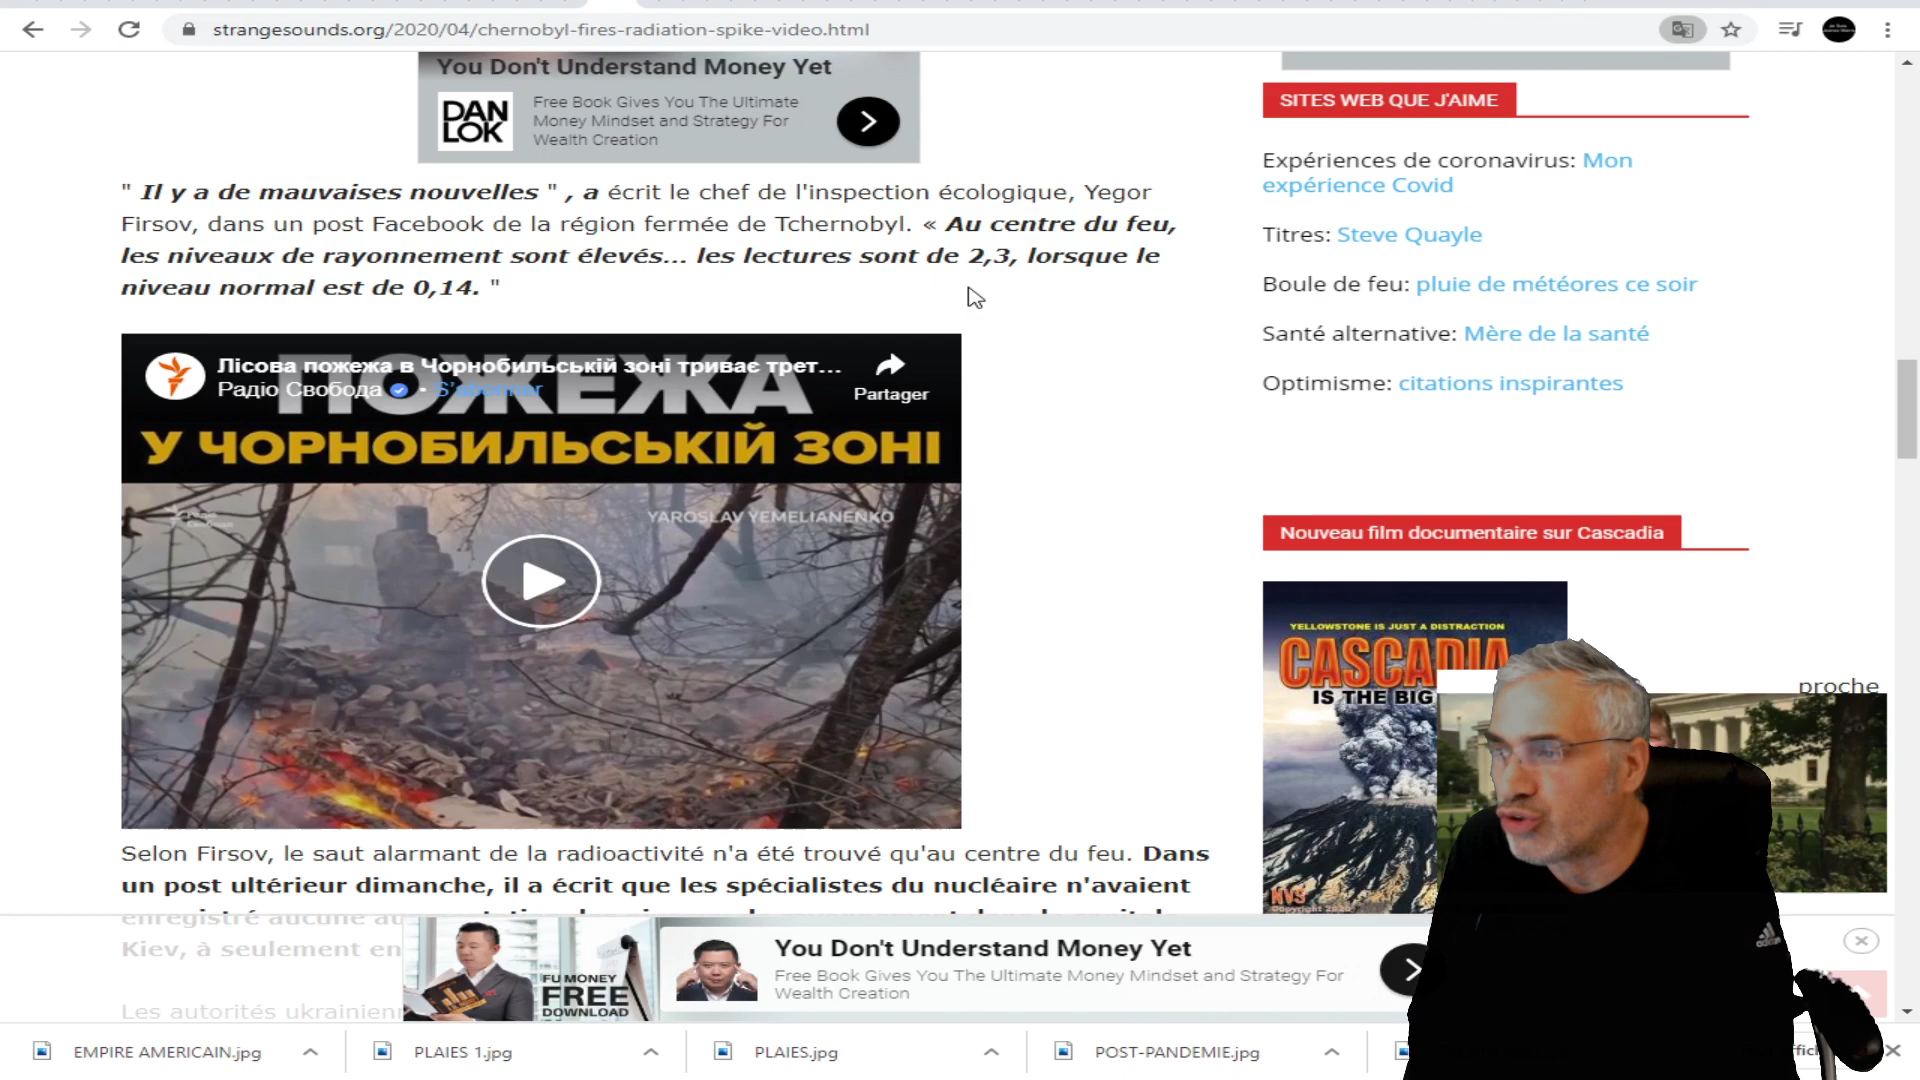 strangesounds.org/2020/04/chernobyl-fires-radiation-spike-video.html
You Don't Understand Money Yet
DAN
LOK
Free Book Gives You The Ultimate
Money Mindset and Strategy For
Wealth Creation
" Il y a de mauvaises nouvelles " , a écrit le chef de l'inspection écologique, Yegor
Firsov, dans un post Facebook de la région fermée de Tchernobyl. « Au centre du feu,
les niveaux de rayonnement sont élevés... les lectures sont de 2,3, lorsque le
niveau normal est de 0,14. "
ПОЖЕЖА
Лісова пожежа в Чорнобильській зоні триває трет...
Радіо Свобода • S'abonner
Partager
У ЧОРНОБИЛЬСЬКІЙ ЗОНІ
YAROSLAV YEMELIANENKO
Selon Firsov, le saut alarmant de la radioactivité n'a été trouvé qu'au centre du feu. Dans
un post ultérieur dimanche, il a écrit que les spécialistes du nucléaire n'avaient
enregistré aucune
Kiev, à seulement
Les autorités
SITES WEB QUE J'AIME
Expériences de coronavirus: Mon
expérience Covid
Titres: Steve Quayle
Boule de feu: pluie de météores ce soir
Santé alternative: Mère de la santé
Optimisme: citations inspirantes
Nouveau film documentaire sur Cascadia
YELLOWSTONE IS JUST A DISTRACTION
CASCADIA
IS THE BIG
NVS
Copyright 2020
proche
adidas
FU MONEY
FREE
DOWNLOAD
You Don't Understand Money Yet
Free Book Gives You The Ultimate Money Mindset and Strategy For
Wealth Creation
EMPIRE AMERICAIN.jpg
PLAIES 1.jpg
PLAIES.jpg
POST-PANDEMIE.jpg